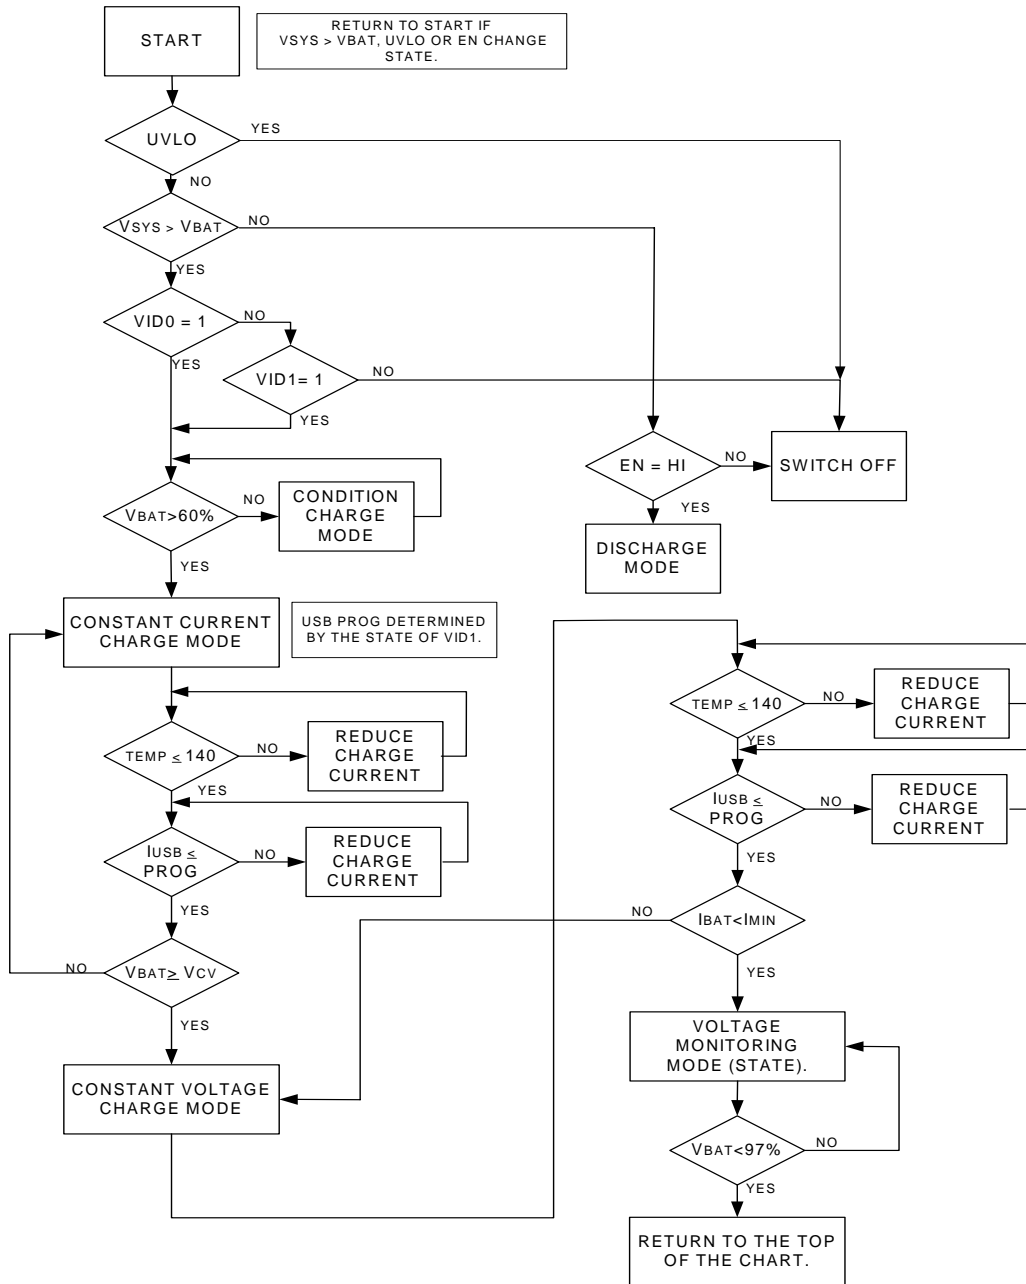 START
RETURN TO START IF
VSYS > VBAT, UVLO OR EN CHANGE
STATE.
UVLO
YES
NO
VSYS > VBAT
NO
YES
VID0 = 1
NO
YES
VID1= 1
NO
YES
EN = HI
NO
SWITCH OFF
YES
DISCHARGE
MODE
VBAT>60%
NO
CONDITION
CHARGE
MODE
YES
CONSTANT CURRENT
CHARGE MODE
USB PROG DETERMINED
BY THE STATE OF VID1.
TEMP ≤ 140
NO
REDUCE
CHARGE
CURRENT
YES
IUSB ≤
PROG
NO
REDUCE
CHARGE
CURRENT
YES
VBAT≥ VCV
NO
YES
CONSTANT VOLTAGE
CHARGE MODE
TEMP ≤ 140
NO
REDUCE
CHARGE
CURRENT
YES
IUSB ≤
PROG
NO
REDUCE
CHARGE
CURRENT
YES
IBAT<IMIN
NO
YES
VOLTAGE
MONITORING
MODE (STATE).
VBAT<97%
NO
YES
RETURN TO THE TOP
OF THE CHART.